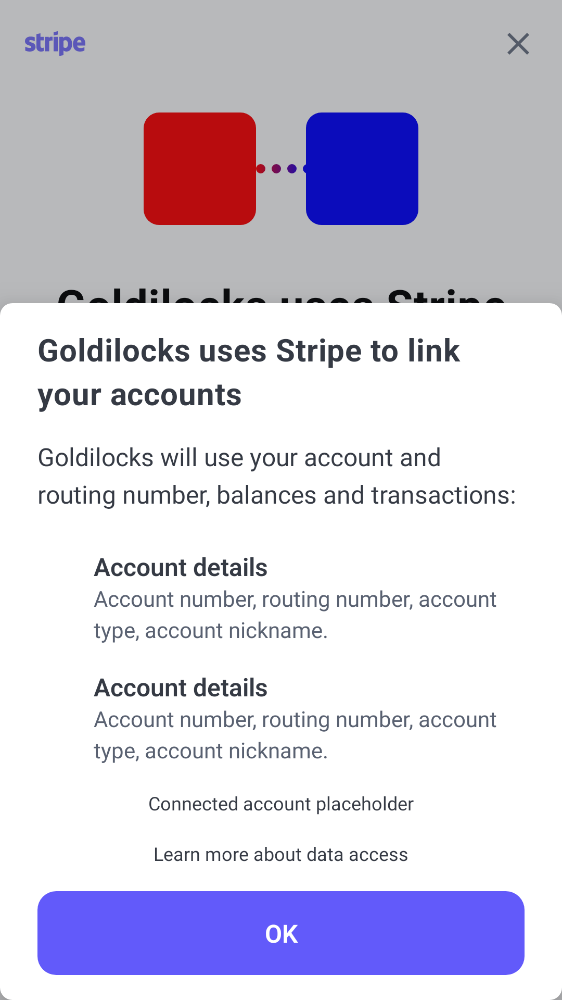 stripe
Goldilocks uses Stripe
Goldilocks uses Stripe to link
your accounts
Goldilocks will use your account and
routing number, balances and transactions:
Account details
Account number, routing number, account
type, account nickname.
Account details
Account number, routing number, account
type, account nickname.
Connected account placeholder
Learn more about data access
OK